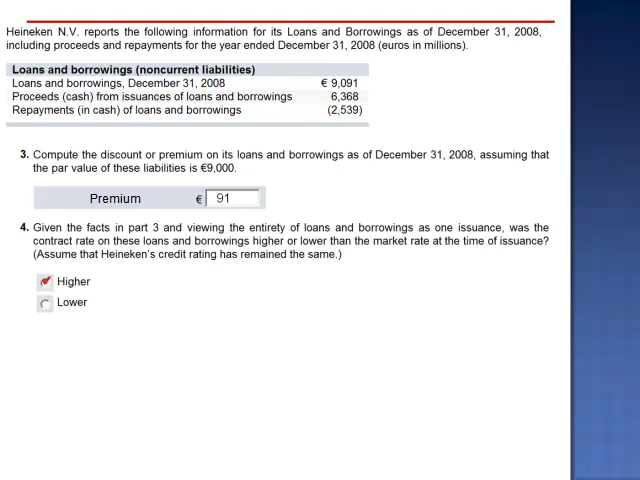 Heineken N.V. reports the following information for its Loans and Borrowings as of December 31, 2008,
including proceeds and repayments for the year ended December 31, 2008 (euros in millions).
Loans and borrowings (noncurrent liabilities)
Loans and borrowings, December 31, 2008 € 9,091
Proceeds (cash) from issuances of loans and borrowings 6,368
Repayments (in cash) of loans and borrowings (2,539)
3. Compute the discount or premium on its loans and borrowings as of December 31, 2008, assuming that
the par value of these liabilities is €9,000.
Premium € 91
4. Given the facts in part 3 and viewing the entirety of loans and borrowings as one issuance, was the
contract rate on these loans and borrowings higher or lower than the market rate at the time of issuance?
(Assume that Heineken's credit rating has remained the same.)
Higher
Lower